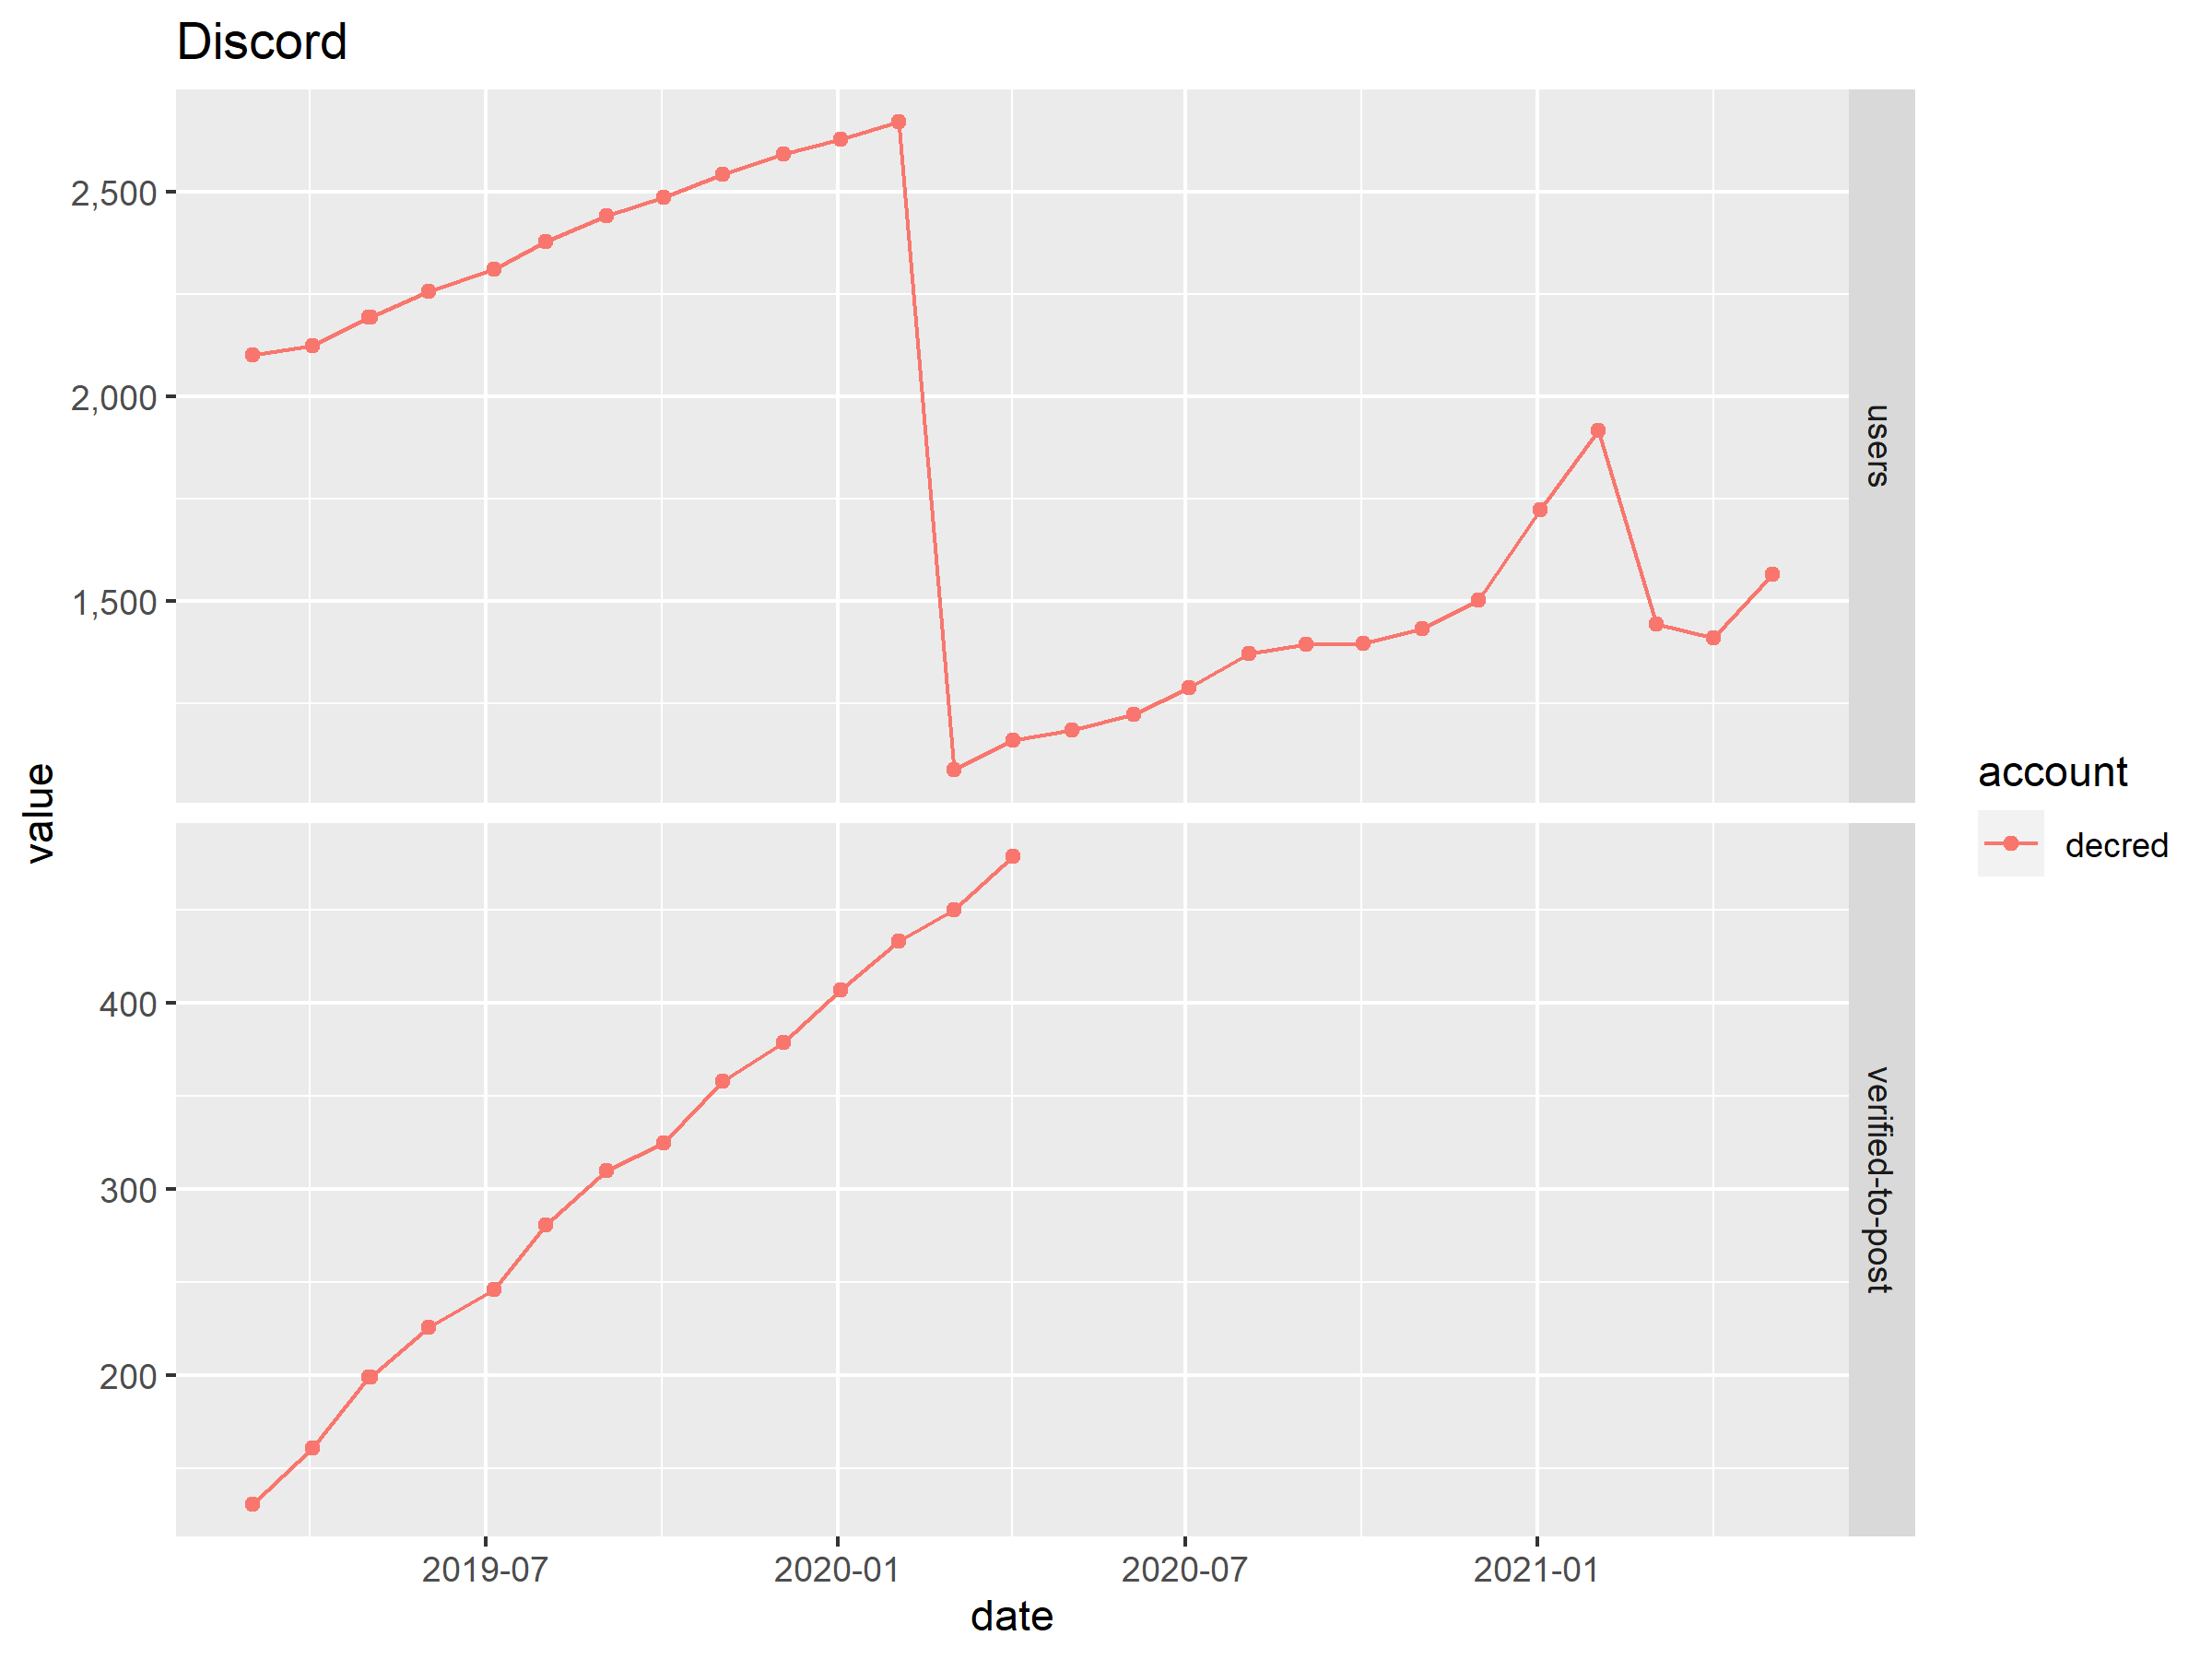 Discord
2,500
2,000
1,500
users
value
400
300
200
verified-to-post
2019-07
2020-01
2020-07
2021-01
date
account
decred